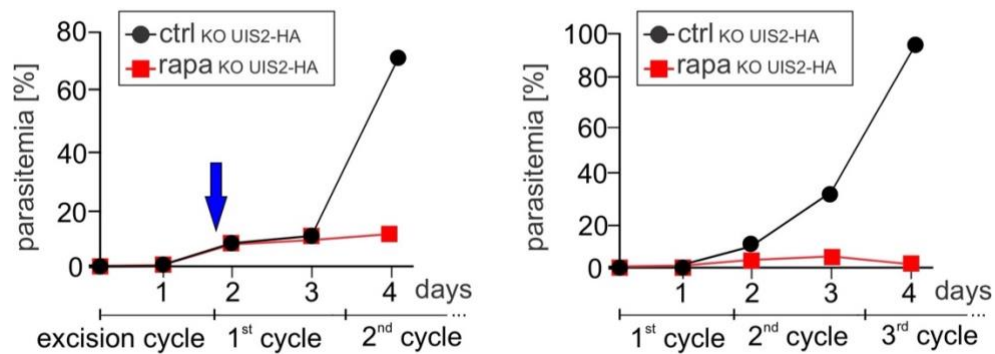 80
60
40
20
0
parasitemia [%]
ctrl KO UIS2-HA
rapa KO UIS2-HA
1 2 3 4 days
excision cycle 1st cycle 2nd cycle ...
100
80
60
40
20
0
parasitemia [%]
ctrl KO UIS2-HA
rapa KO UIS2-HA
1 2 3 4 days
1st cycle 2nd cycle 3rd cycle ...